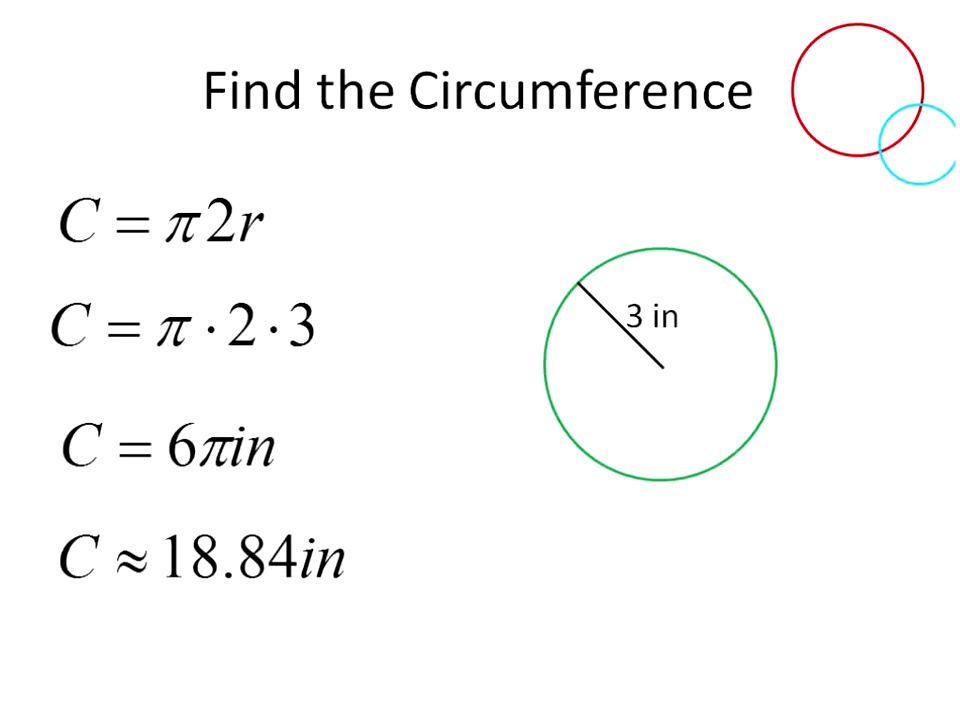 Find the Circumference
C = π2r
C = π · 2 · 3
3 in
C = 6πin
C ≈ 18.84in